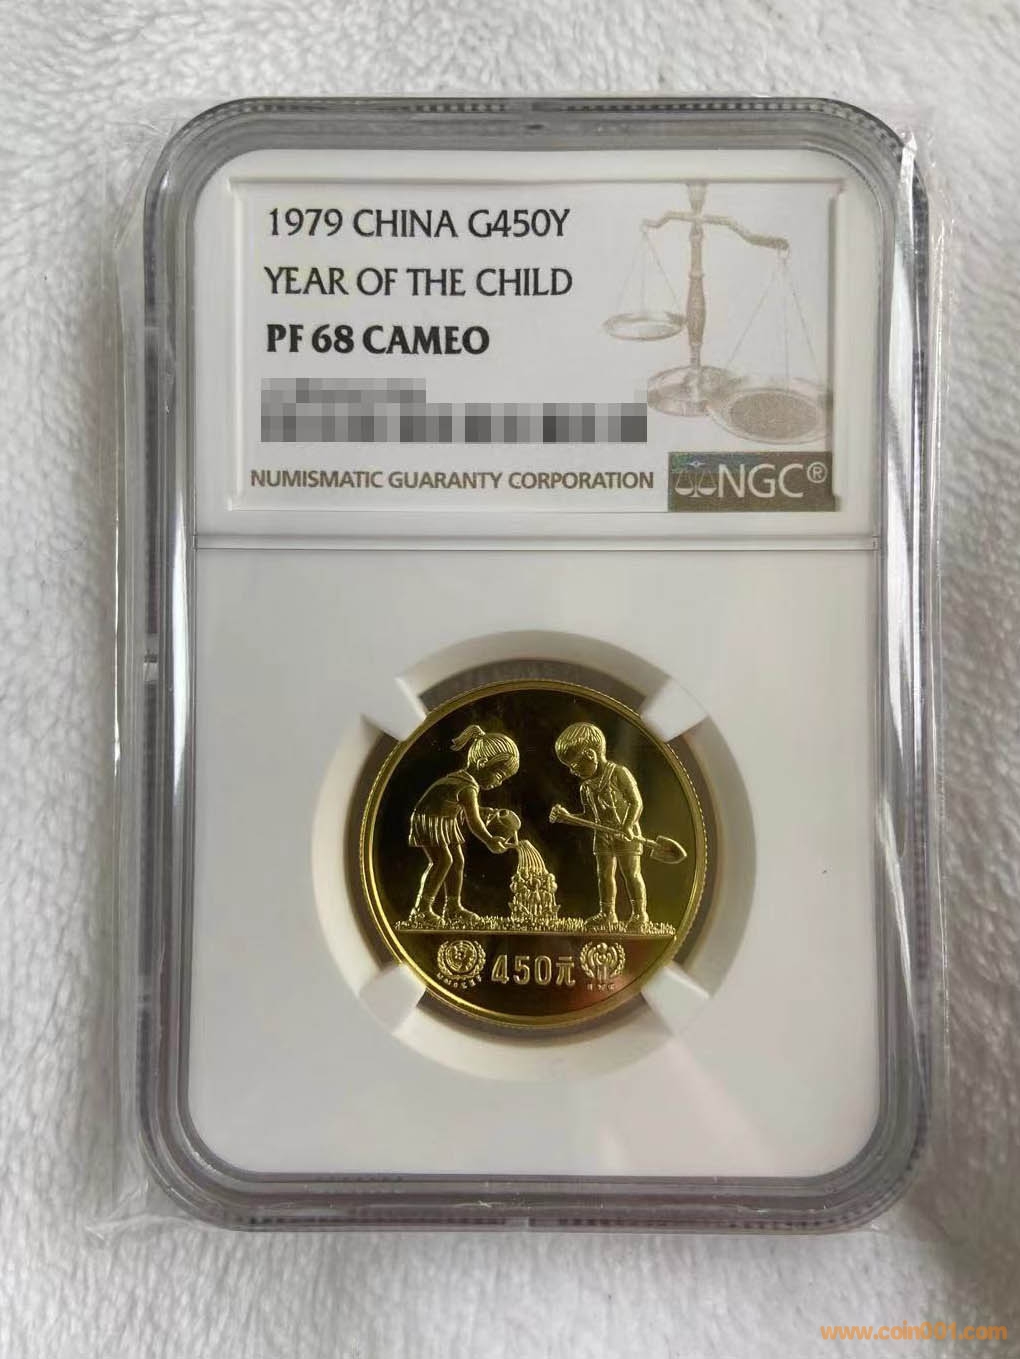 1979 CHINA G450Y
YEAR OF THE CHILD
PF 68 CAMEO
NUMISMATIC GUARANTY CORPORATION
NGC®
450元
www.coin001.com